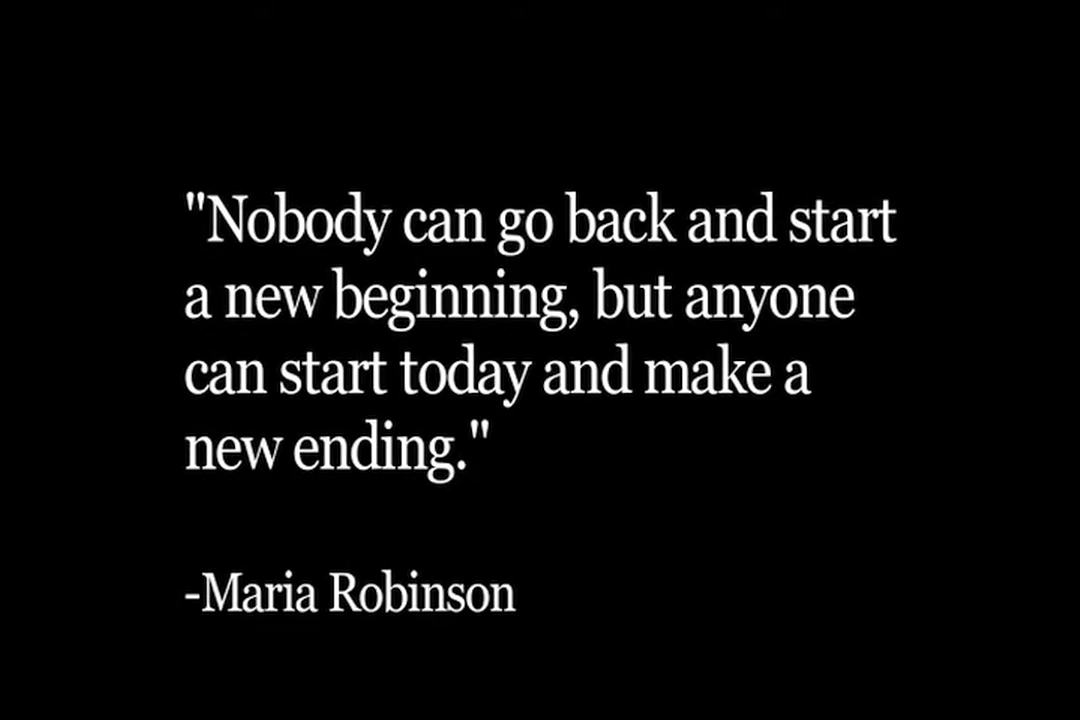 "Nobody can go back and start
a new beginning, but anyone
can start today and make a
new ending."
-Maria Robinson